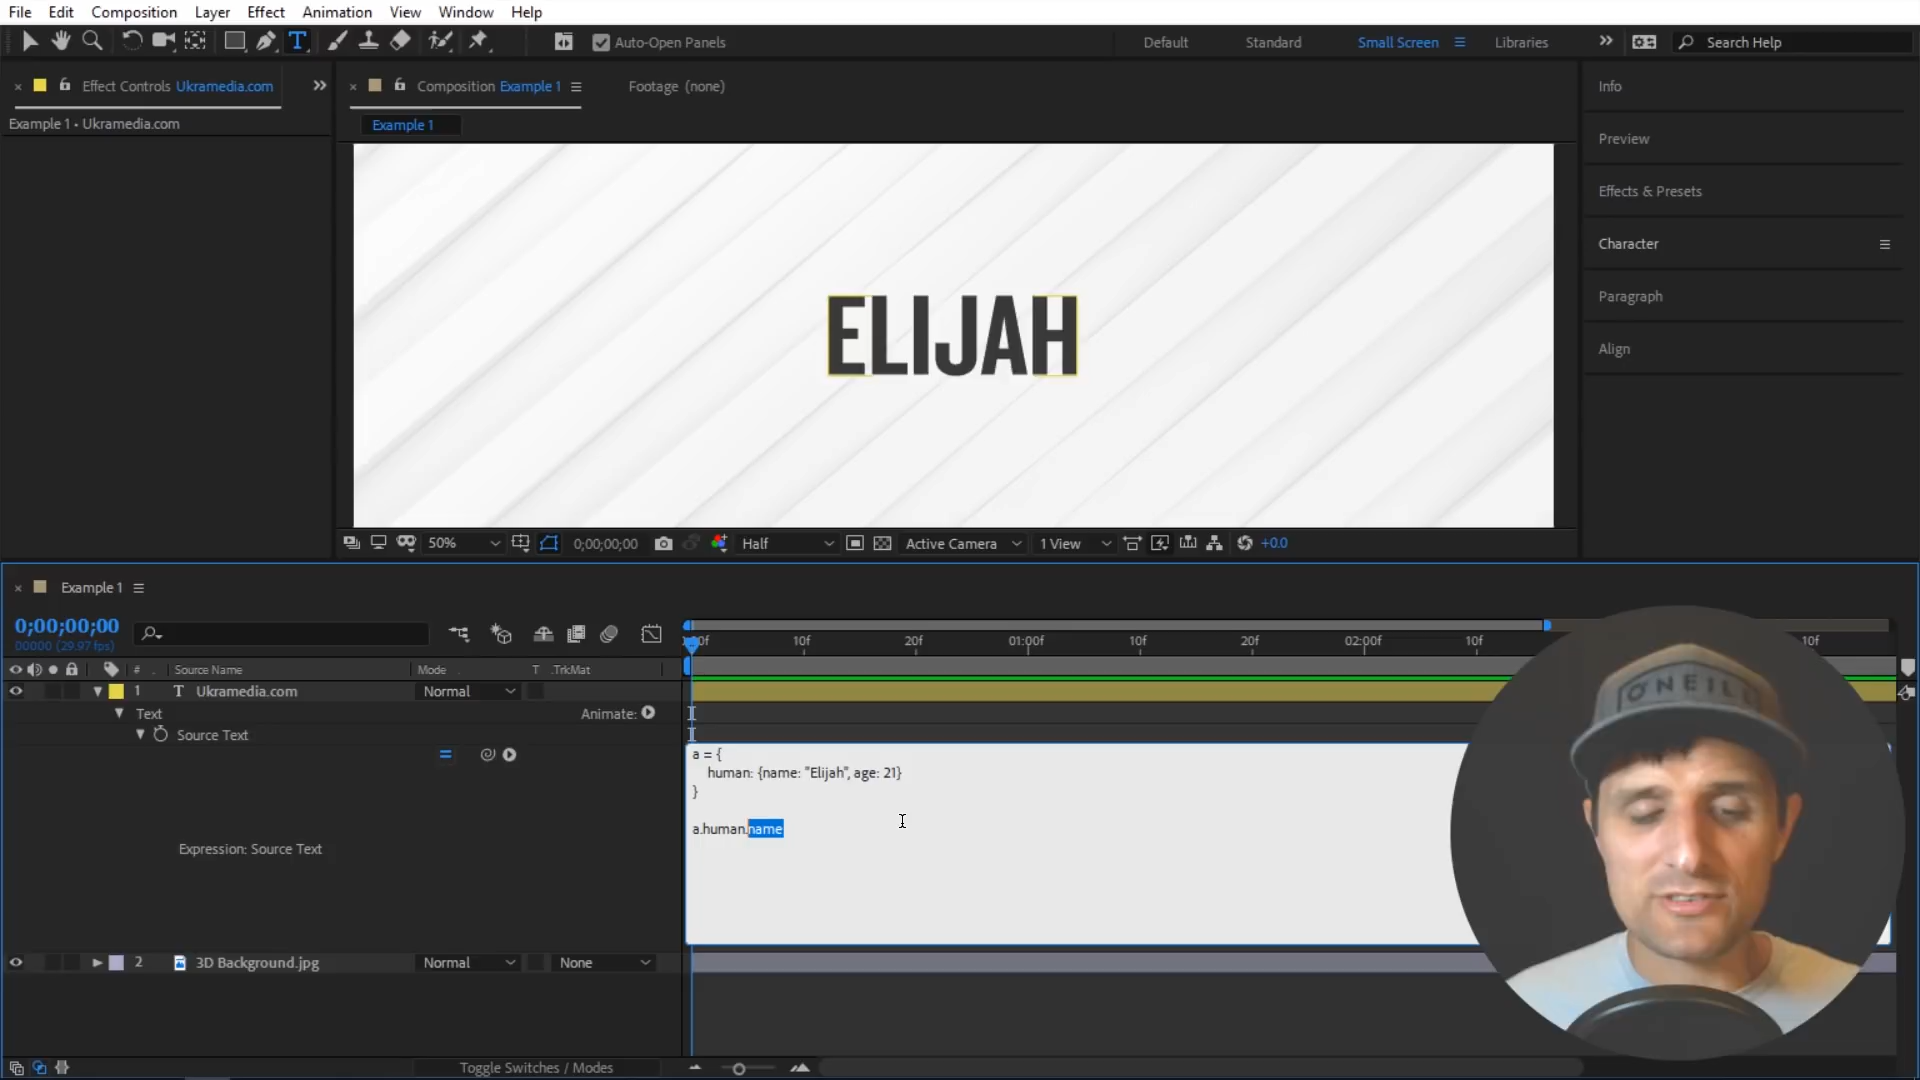 File Edit Composition Layer Effect Animation View Window Help
Auto-Open Panels Default Standard Small Screen Libraries Search Help
Effect Controls Ukramedia.com Composition Example 1 Footage (none)
Example 1 • Ukramedia.com
Example 1
Info
Preview
Effects & Presets
Character
Paragraph
Align
ELIJAH
50% 0;00;00;00 Half Active Camera 1 View +0.0
Example 1
0;00;00;00
00000 (29.97 fps)
10f 20f 01:00f 10f 20f 02:00f 10f 10f
# Source Name Mode T .TrkMat
1 T Ukramedia.com Normal
Text Animate:
Source Text
a = {
human: {name: "Elijah", age: 21}
}
a.human.name
Expression: Source Text
2 3D Background.jpg Normal None
Toggle Switches / Modes
O'NEILL